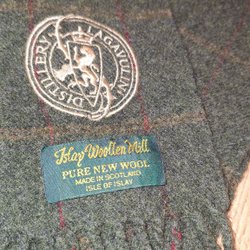 DISTILLERY LAGAVULIN
Islay Woollen Mill
PURE NEW WOOL
MADE IN SCOTLAND
ISLE OF ISLAY